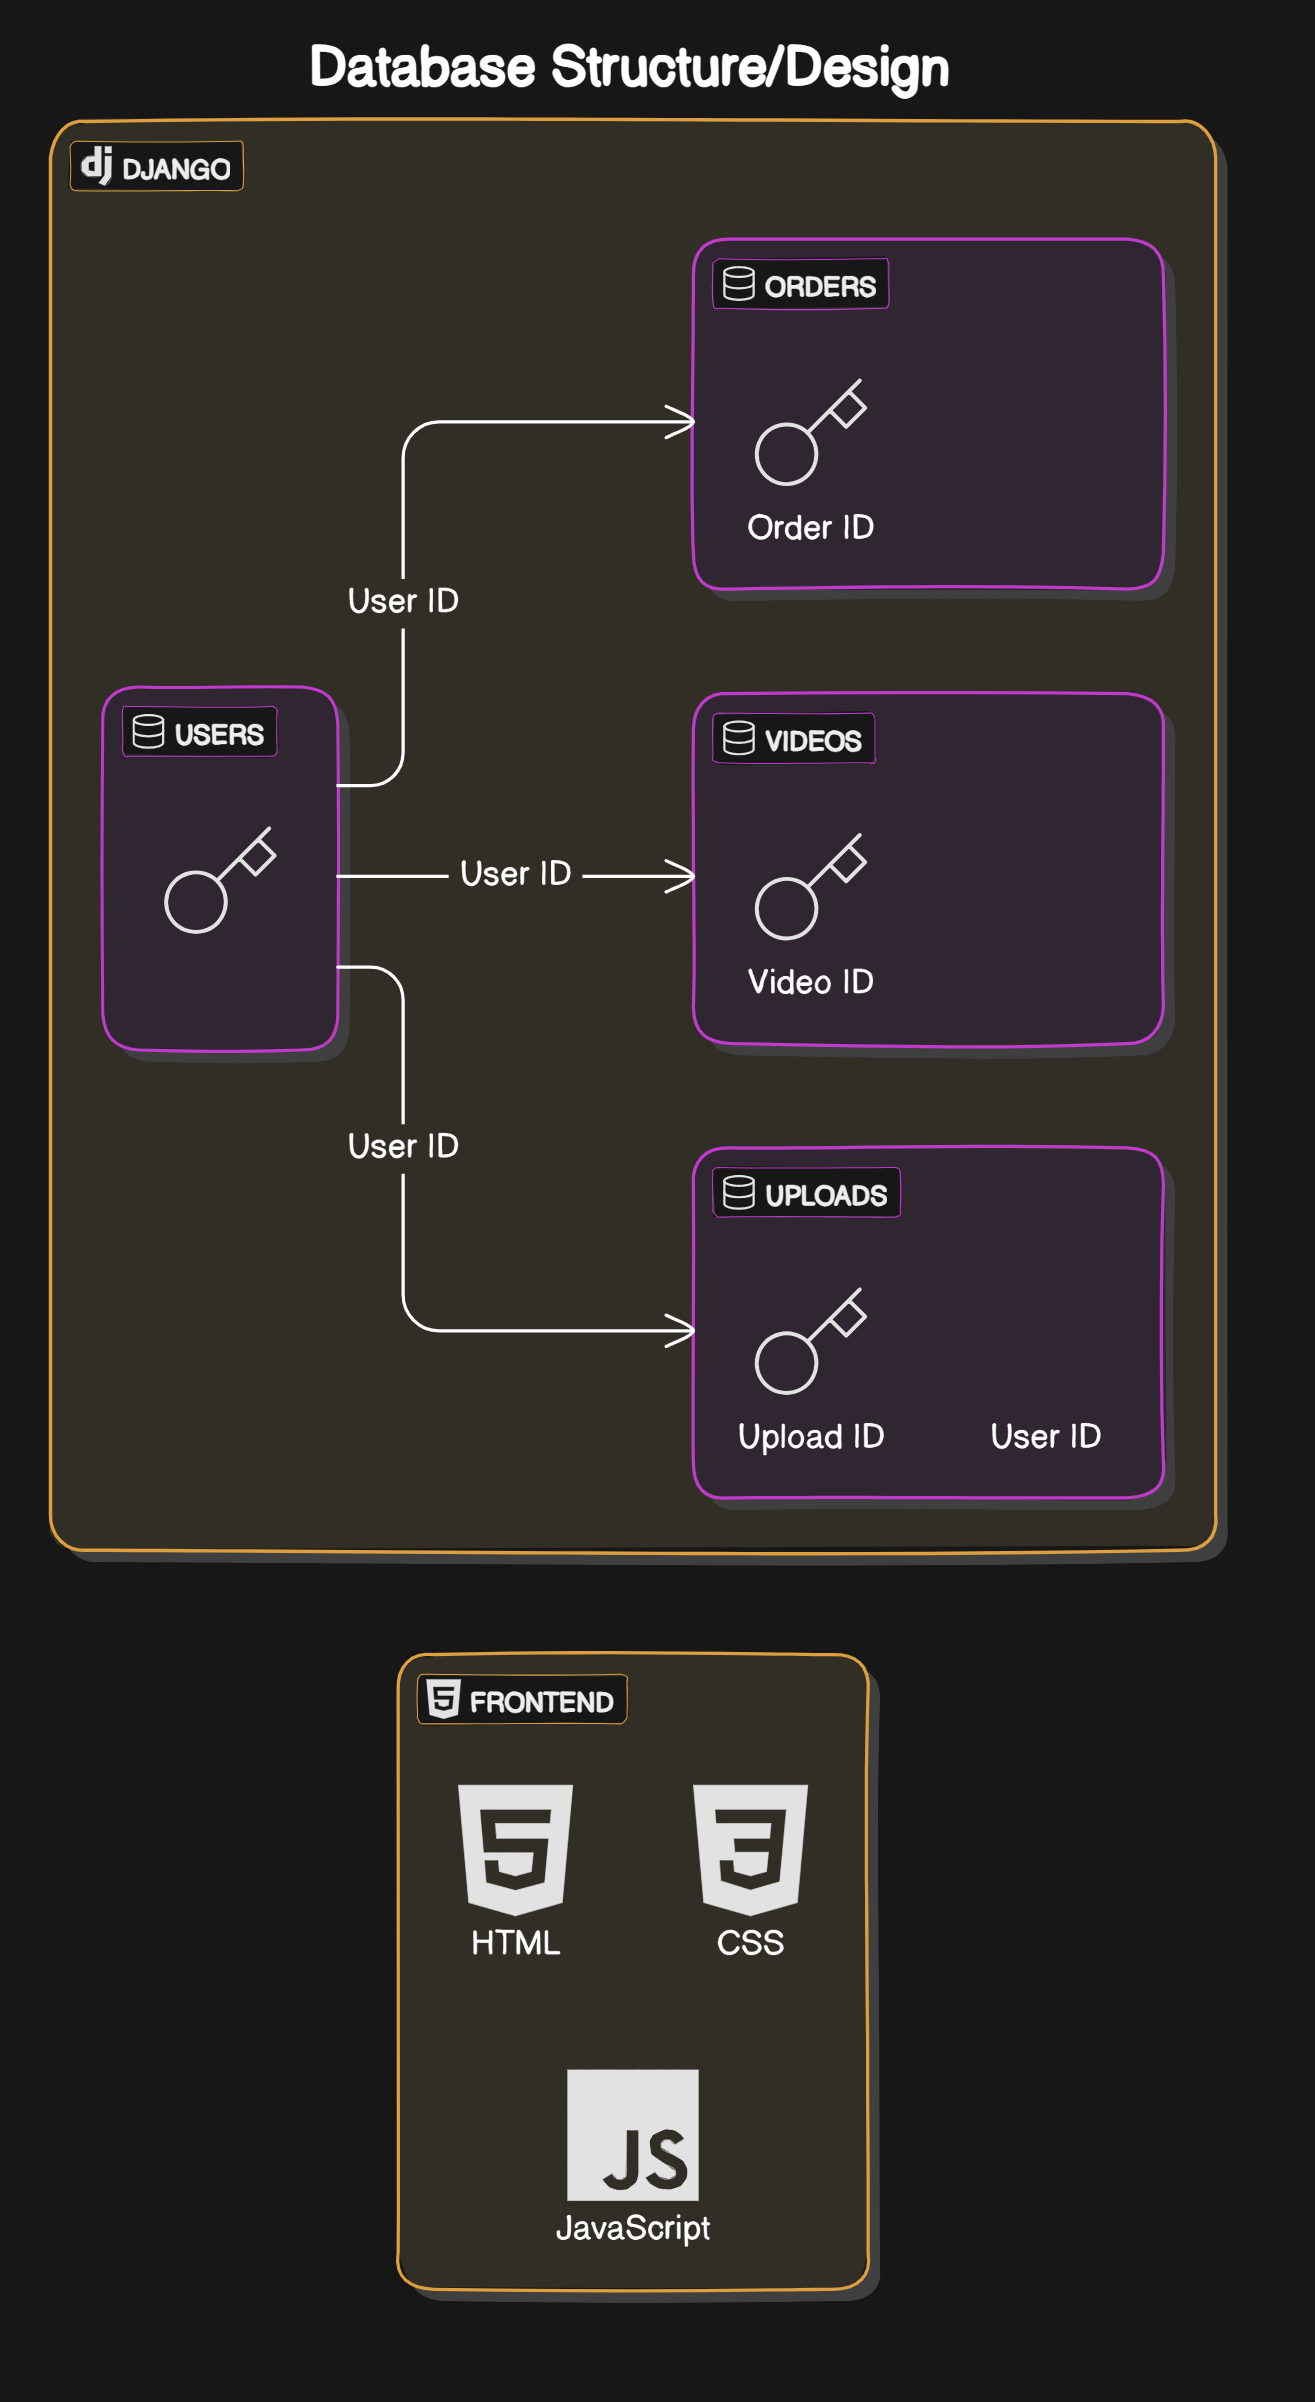 Database Structure/Design
dj DJANGO
ORDERS
Order ID
User ID
USERS
VIDEOS
User ID
Video ID
User ID
UPLOADS
Upload ID
User ID
5 FRONTEND
HTML
CSS
JS
JavaScript